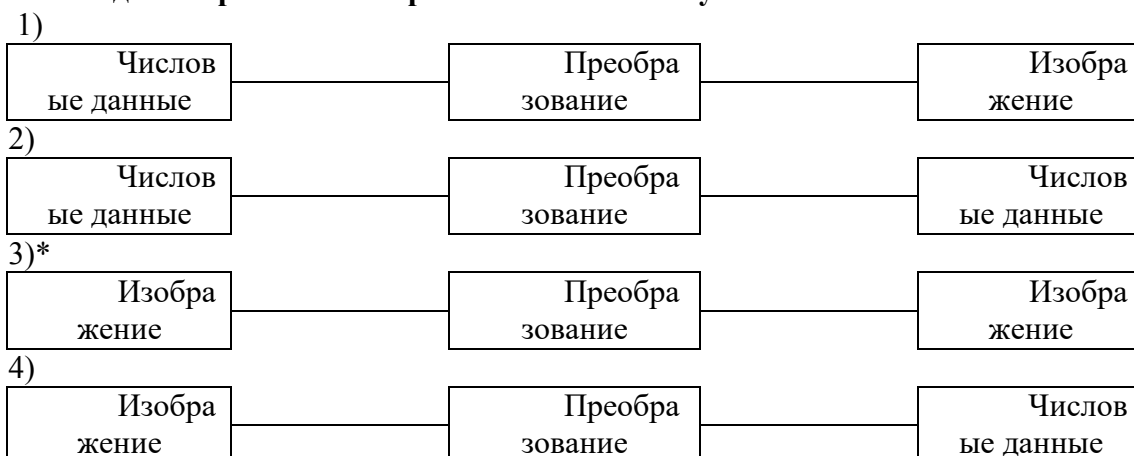 1)
Числов Преобра Изобра
ые данные зование жение
2)
Числов Преобра Числов
ые данные зование ые данные
3)*
Изобра Преобра Изобра
жение зование жение
4)
Изобра Преобра Числов
жение зование ые данные